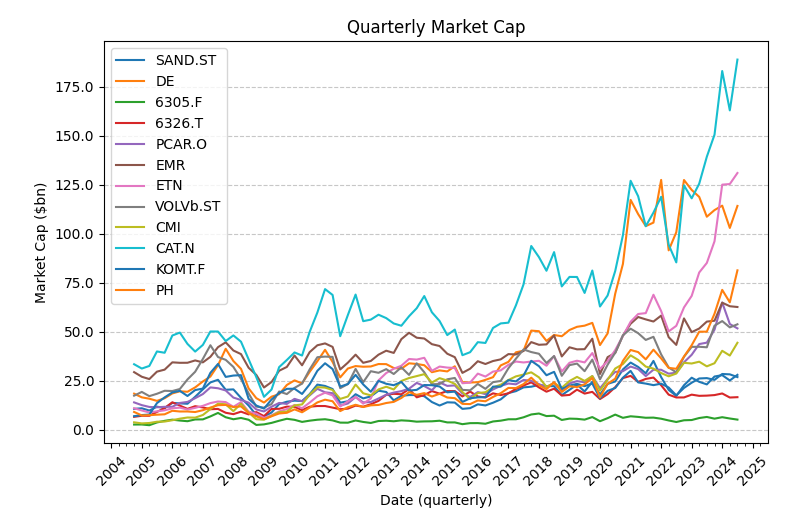 Quarterly Market Cap
Market Cap ($bn)
175.0
150.0
125.0
100.0
75.0
50.0
25.0
0.0
SAND.ST
DE
6305.F
6326.T
PCAR.O
EMR
ETN
VOLVb.ST
CMI
CAT.N
KOMT.F
PH
2004 2005 2006 2007 2008 2009 2010 2011 2012 2013 2014 2015 2016 2017 2018 2019 2020 2021 2022 2023 2024 2025
Date (quarterly)